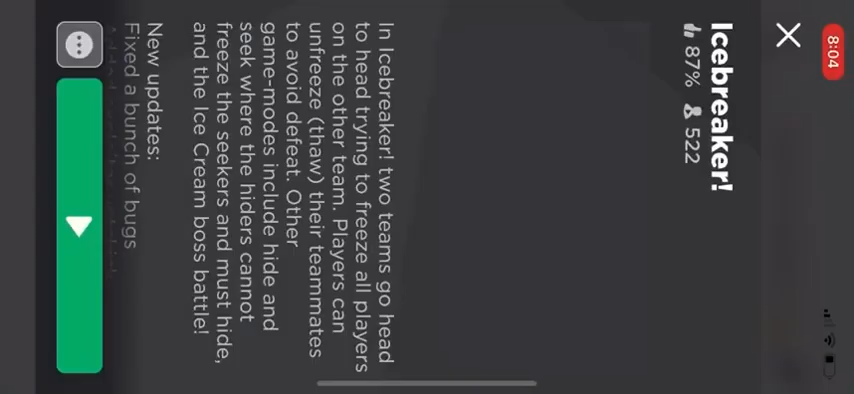 8:04
Icebreaker!
87% 522
In Icebreaker! two teams go head
to head trying to freeze all players
on the other team. Players can
unfreeze (thaw) their teammates
to avoid defeat. Other
game-modes include hide and
seek where the hiders cannot
freeze the seekers and must hide,
and the Ice Cream boss battle!
New updates:
Fixed a bunch of bugs